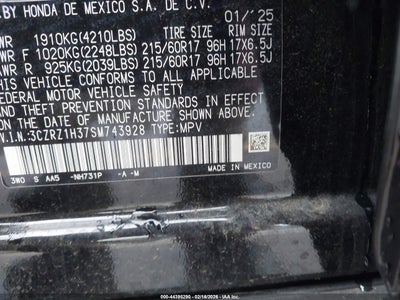 .BY HONDA DE MEXICO S.A. DE C.V.
01/'25
WR 1910KG(4210LBS) TIRE SIZE RIM SIZE
WR F 1020KG(2248LBS) 215/60R17 96H 17X6.5J
WR R 925KG(2039LBS) 215/60R17 96H 17X6.5J
THIS VEHICLE CONFORMS TO ALL APPLICABLE
FEDERAL MOTOR VEHICLE SAFETY, BUMPER,
AND THEFT PREVENTION STANDARDS IN EFFECT
ON THE DATE OF MANUFACTURE SHOWN ABOVE.
V.I.N.:3CZRZ1H37SM743928 TYPE:MPV
3W0 S AA5 -NH731P -A -M MADE IN MEXICO
000-44395290 - 02/18/2026 - IAA, Inc.